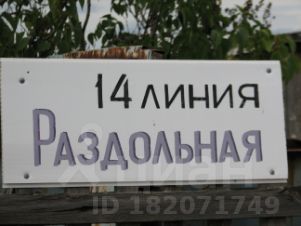 14 ЛИНИЯ
РАЗДОЛЬНАЯ
циан
ID 182071749